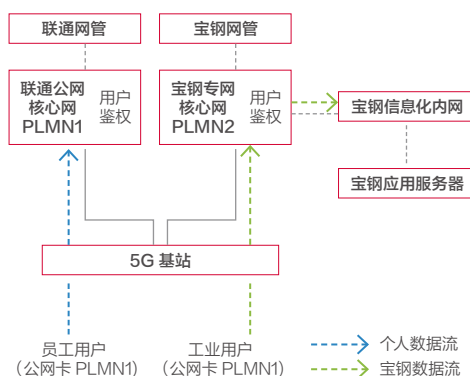 联通网管
宝钢网管
联通公网
核心网
PLMN1
用户
鉴权
宝钢专网
核心网
PLMN2
用户
鉴权
宝钢信息化内网
宝钢应用服务器
5G 基站
员工用户
（公网卡 PLMN1）
工业用户
（公网卡 PLMN1）
个人数据流
宝钢数据流